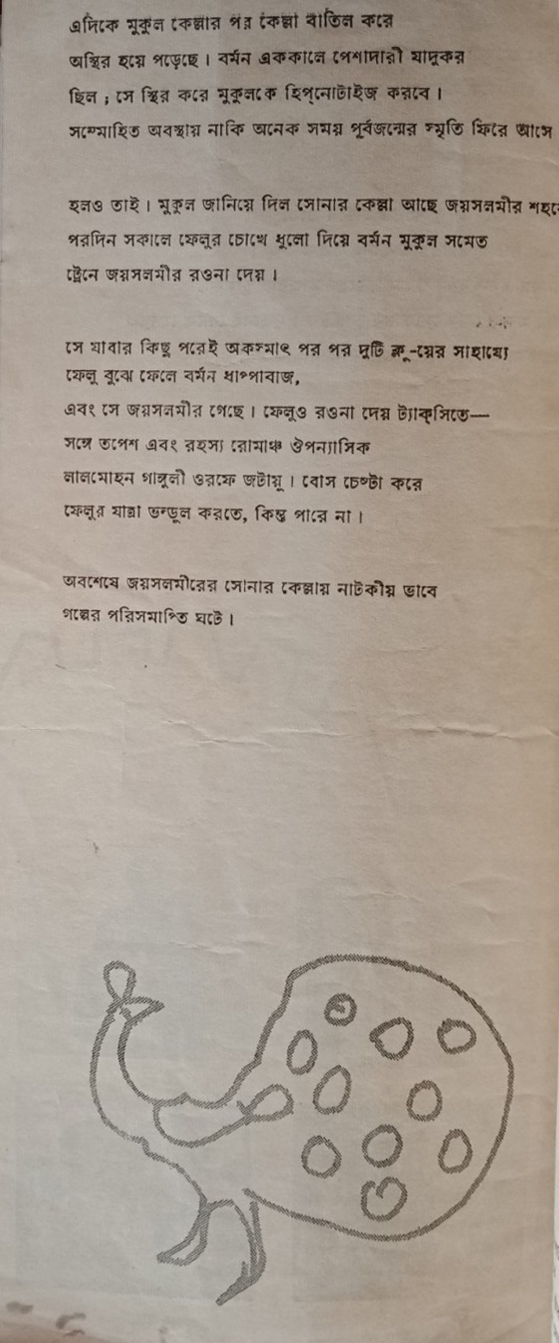 এদিকে মুকুল কেল্লার পর কেল্লা বাতিল করে
অস্থির হয়ে পড়েছে। বর্মন এককালে পেশাদারী যাদুকর
ছিল; সে স্থির করে মুকুলকে হিপ্‌নোটাইজ করবে।
সম্মোহিত অবস্থায় নাকি অনেক সময় পূর্বজন্মের স্মৃতি ফিরে আসে
হলও তাই। মুকুল জানিয়ে দিল সোনার কেল্লা আছে জয়সলমীর
পরদিন সকালে ফেলুর চোখে ধুলো দিয়ে বর্মন মুকুল সমেত
ট্রেনে জয়সলমীর রওনা দেয়।
সে যাবার কিছু পরেই অকস্মাৎ পর পর দুটি ক্লু-য়ের সাহায্যে
ফেলু বুঝে ফেলে বর্মন ধাপ্পাবাজ,
এবং সে জয়সলমীর গেছে। ফেলুও রওনা দেয় ট্যাক্‌সিতে—
সঙ্গে তপেশ এবং রহস্য রোমাঞ্চ ঔপন্যাসিক
লালমোহন গাঙ্গুলী ওরফে জটায়ু। বোস চেষ্টা করে
ফেলুর যাত্রা ভন্ডুল করতে, কিন্তু পারে না।
অবশেষে জয়সলমীরের সোনার কেল্লায় নাটকীয় ভাবে
গল্পের পরিসমাপ্তি ঘটে।